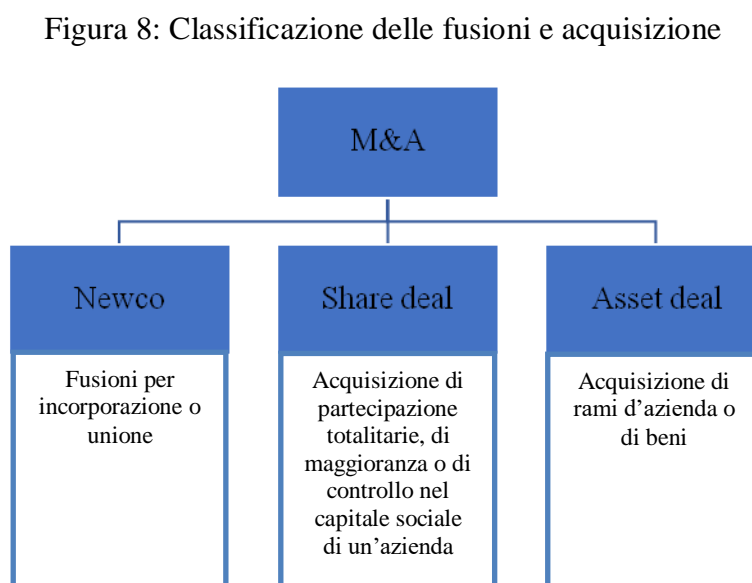 Figura 8: Classificazione delle fusioni e acquisizione
M&A
Newco
Share deal
Asset deal
Fusioni per
incorporazione o
unione
Acquisizione di
partecipazione
totalitarie, di
maggioranza o di
controllo nel
capitale sociale
di un'azienda
Acquisizione di
rami d'azienda o
di beni